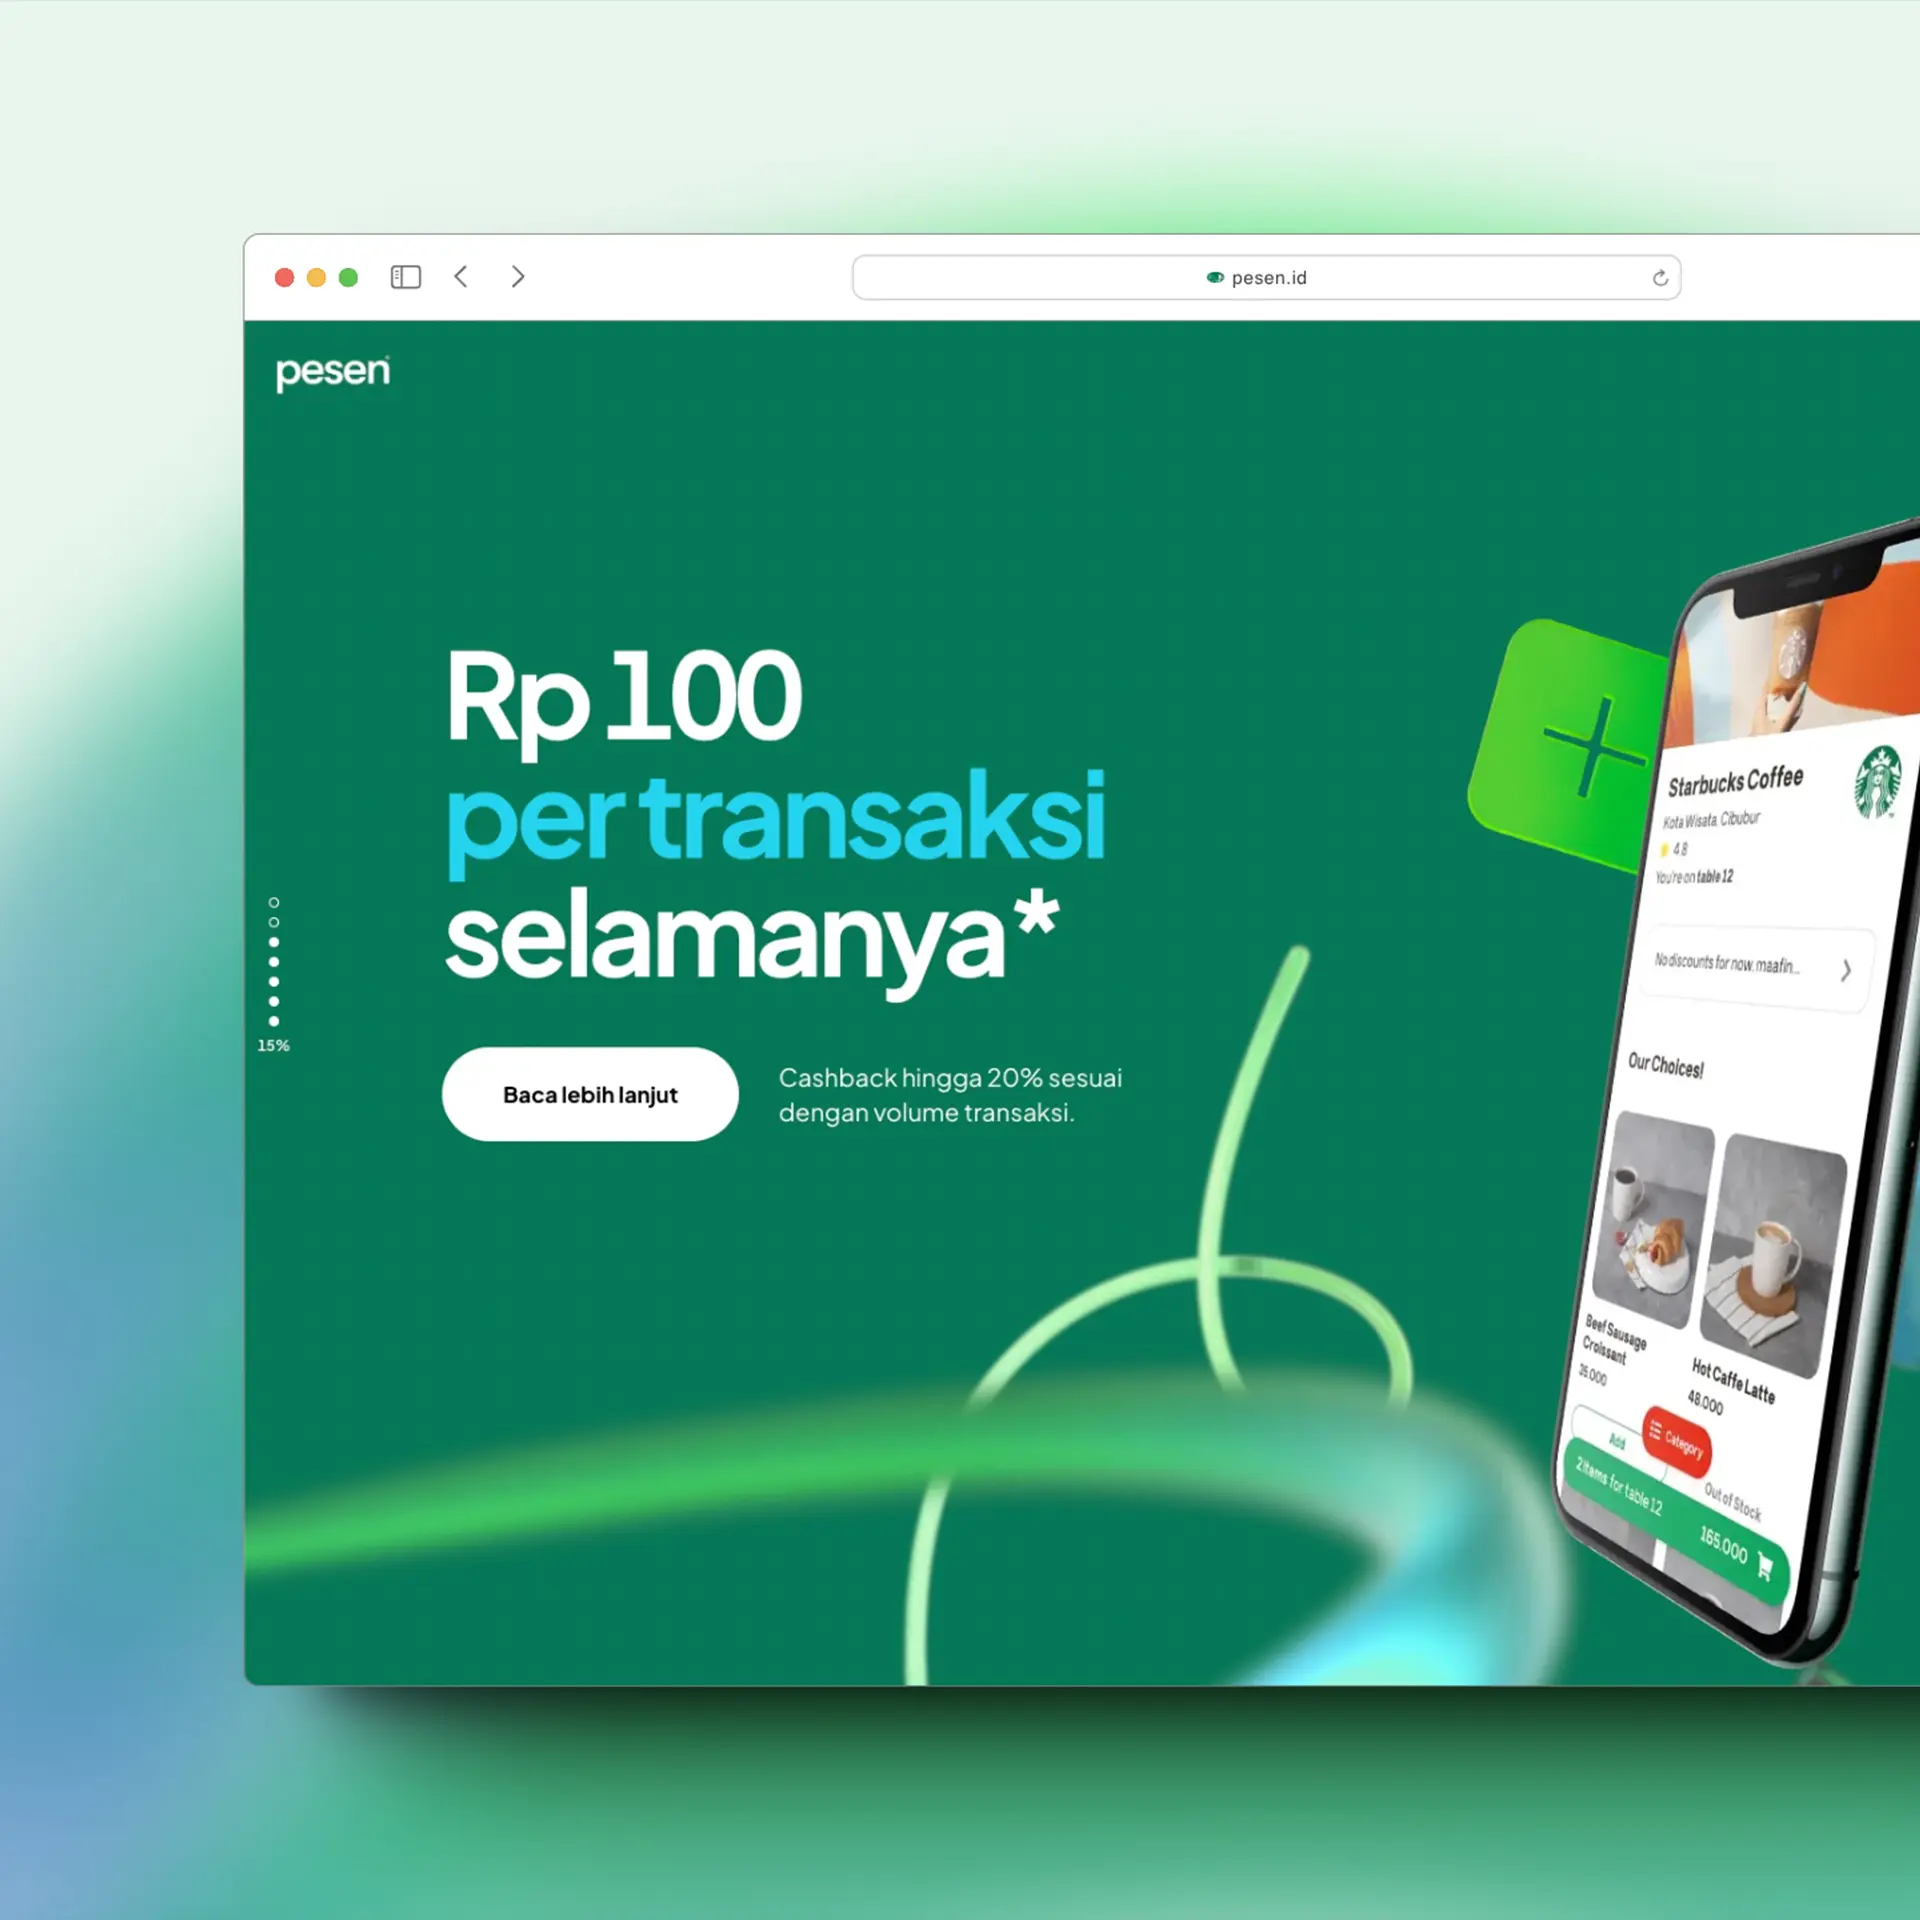 pesen.id
pesen
Rp 100
per transaksi
selamanya*
Baca lebih lanjut
Cashback hingga 20% sesuai
dengan volume transaksi.
15%
Starbucks Coffee
Kota Wisata, Cibubur
4.8
You're on table 12
No discounts for now, maafin...
Our Choices!
Beef Sausage
Croissant
35.000
Hot Caffe Latte
48.000
Add
Category
Out of Stock
2 items for table 12
165.000